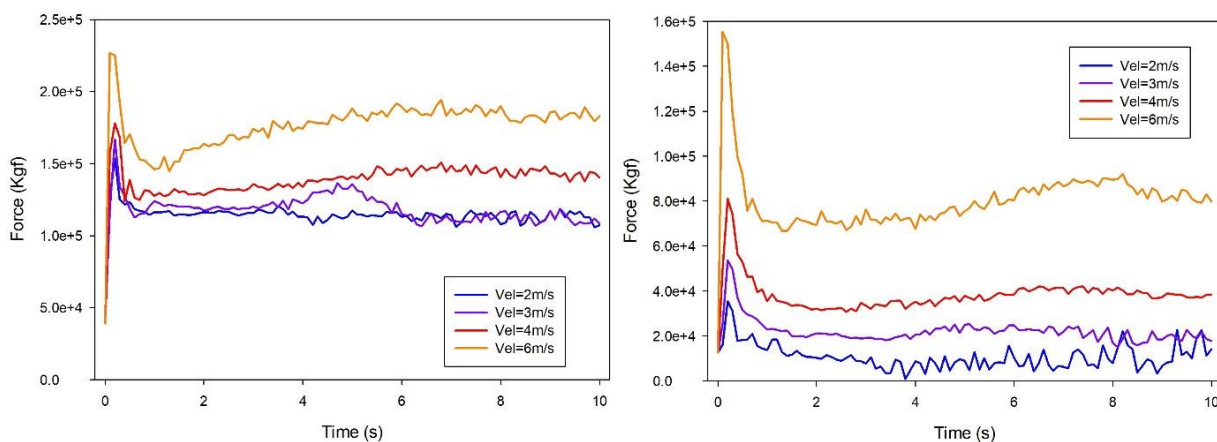 2.5e+5
2.0e+5
1.5e+5
1.0e+5
5.0e+4
0.0
Force (Kgf)
Vel=2m/s
Vel=3m/s
Vel=4m/s
Vel=6m/s
0 2 4 6 8 10
Time (s)
1.6e+5
1.4e+5
1.2e+5
1.0e+5
8.0e+4
6.0e+4
4.0e+4
2.0e+4
0.0
Force (Kgf)
Vel=2m/s
Vel=3m/s
Vel=4m/s
Vel=6m/s
0 2 4 6 8 10
Time (s)